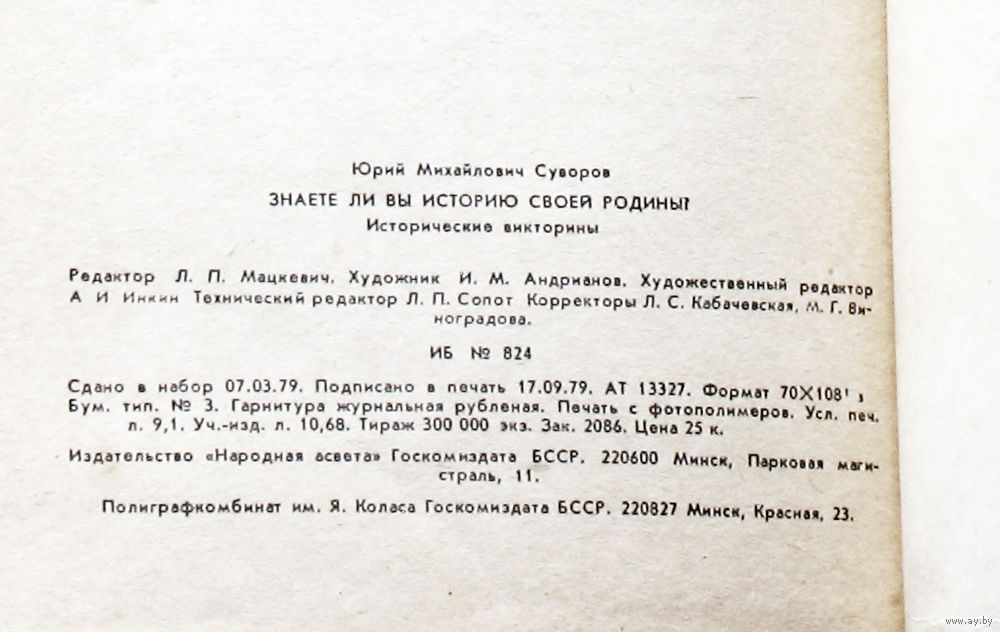 Юрий Михайлович Суворов
ЗНАЕТЕ ЛИ ВЫ ИСТОРИЮ СВОЕЙ РОДИНЫ?
Исторические викторины
Редактор Л. П. Мацкевич. Художник И. М. Андрианов. Художественный редактор
А И Инкин Технический редактор Л. П. Сопот Корректоры Л. С. Кабачевская, М. Г. Ви-
ноградова.
ИБ № 824
Сдано в набор 07.03.79. Подписано в печать 17.09.79. АТ 13327. Формат 70X108¹ ₃
Бум. тип. № 3. Гарнитура журнальная рубленая. Печать с фотополимеров. Усл. печ.
л. 9,1. Уч.-изд. л. 10,68. Тираж 300 000 экз. Зак. 2086. Цена 25 к.
Издательство «Народная асвета» Госкомиздата БССР. 220600 Минск, Парковая маги-
страль, 11.
Полиграфкомбинат им. Я. Коласа Госкомиздата БССР. 220827 Минск, Красная, 23.
www.ay.by